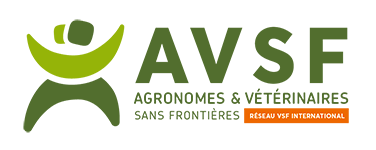 AVSF
AGRONOMES & VÉTÉRINAIRES
SANS FRONTIÈRES RÉSEAU VSF INTERNATIONAL